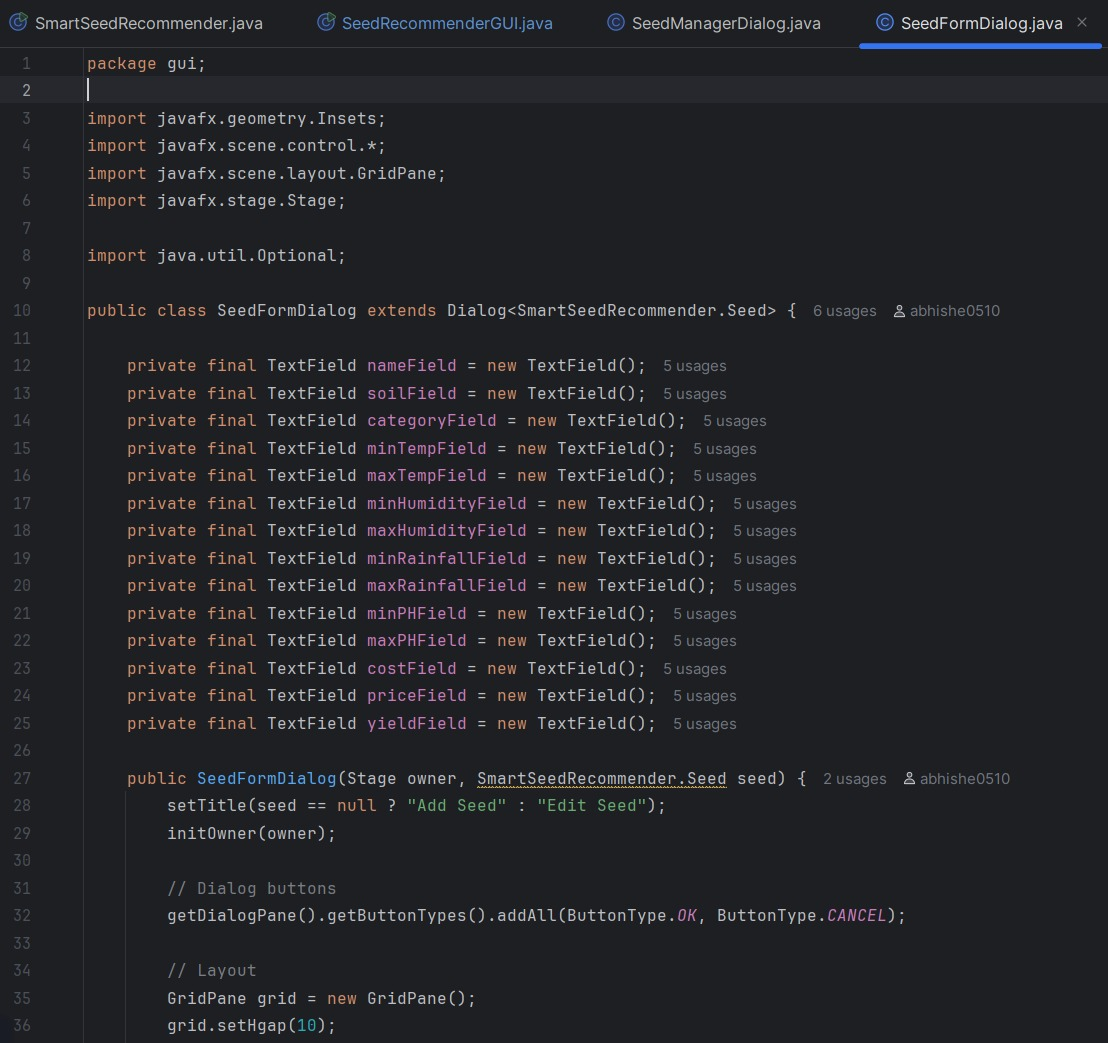 SmartSeedRecommender.java SeedRecommenderGUI.java SeedManagerDialog.java SeedFormDialog.java
1 package gui;
2
3 import javafx.geometry.Insets;
4 import javafx.scene.control.*;
5 import javafx.scene.layout.GridPane;
6 import javafx.stage.Stage;
7
8 import java.util.Optional;
9
10 public class SeedFormDialog extends Dialog<SmartSeedRecommender.Seed> { 6 usages abhishe0510
11
12 private final TextField nameField = new TextField(); 5 usages
13 private final TextField soilField = new TextField(); 5 usages
14 private final TextField categoryField = new TextField(); 5 usages
15 private final TextField minTempField = new TextField(); 5 usages
16 private final TextField maxTempField = new TextField(); 5 usages
17 private final TextField minHumidityField = new TextField(); 5 usages
18 private final TextField maxHumidityField = new TextField(); 5 usages
19 private final TextField minRainfallField = new TextField(); 5 usages
20 private final TextField maxRainfallField = new TextField(); 5 usages
21 private final TextField minPHField = new TextField(); 5 usages
22 private final TextField maxPHField = new TextField(); 5 usages
23 private final TextField costField = new TextField(); 5 usages
24 private final TextField priceField = new TextField(); 5 usages
25 private final TextField yieldField = new TextField(); 5 usages
26
27 public SeedFormDialog(Stage owner, SmartSeedRecommender.Seed seed) { 2 usages abhishe0510
28 setTitle(seed == null ? "Add Seed" : "Edit Seed");
29 initOwner(owner);
30
31 // Dialog buttons
32 getDialogPane().getButtonTypes().addAll(ButtonType.OK, ButtonType.CANCEL);
33
34 // Layout
35 GridPane grid = new GridPane();
36 grid.setHgap(10);